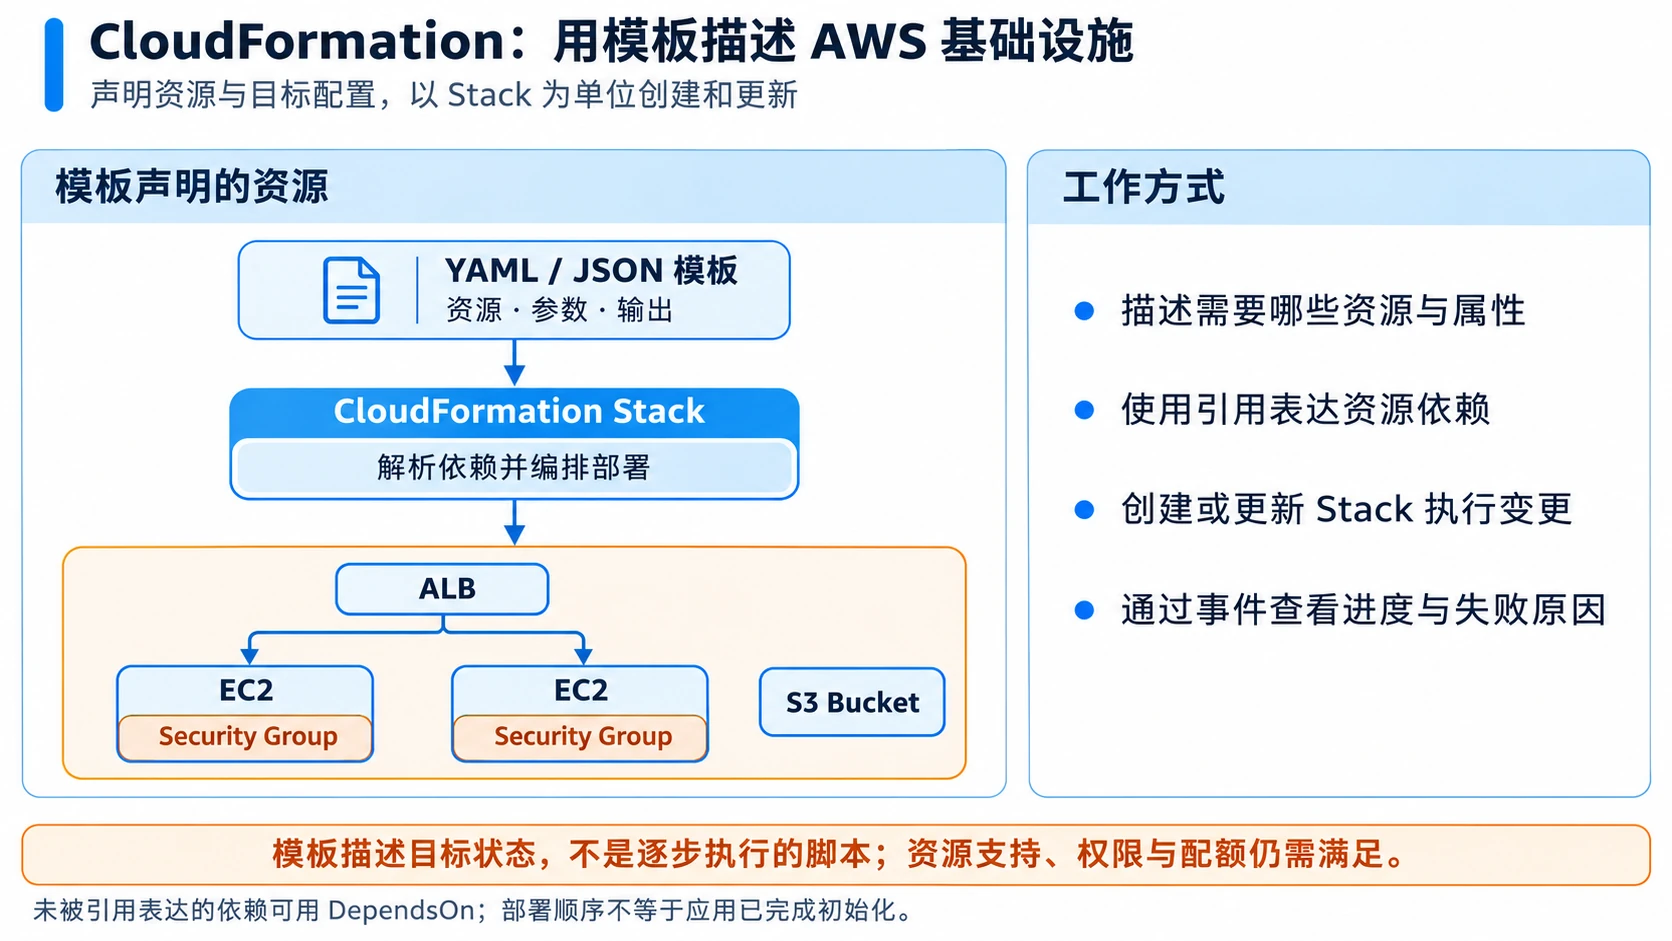 CloudFormation：用模板描述 AWS 基础设施
声明资源与目标配置，以 Stack 为单位创建和更新
模板声明的资源
YAML / JSON 模板
资源 · 参数 · 输出
CloudFormation Stack
解析依赖并编排部署
ALB
EC2
Security Group
EC2
Security Group
S3 Bucket
工作方式
描述需要哪些资源与属性
使用引用表达资源依赖
创建或更新 Stack 执行变更
通过事件查看进度与失败原因
模板描述目标状态，不是逐步执行的脚本；资源支持、权限与配额仍需满足。
未被引用表达的依赖可用 DependsOn；部署顺序不等于应用已完成初始化。